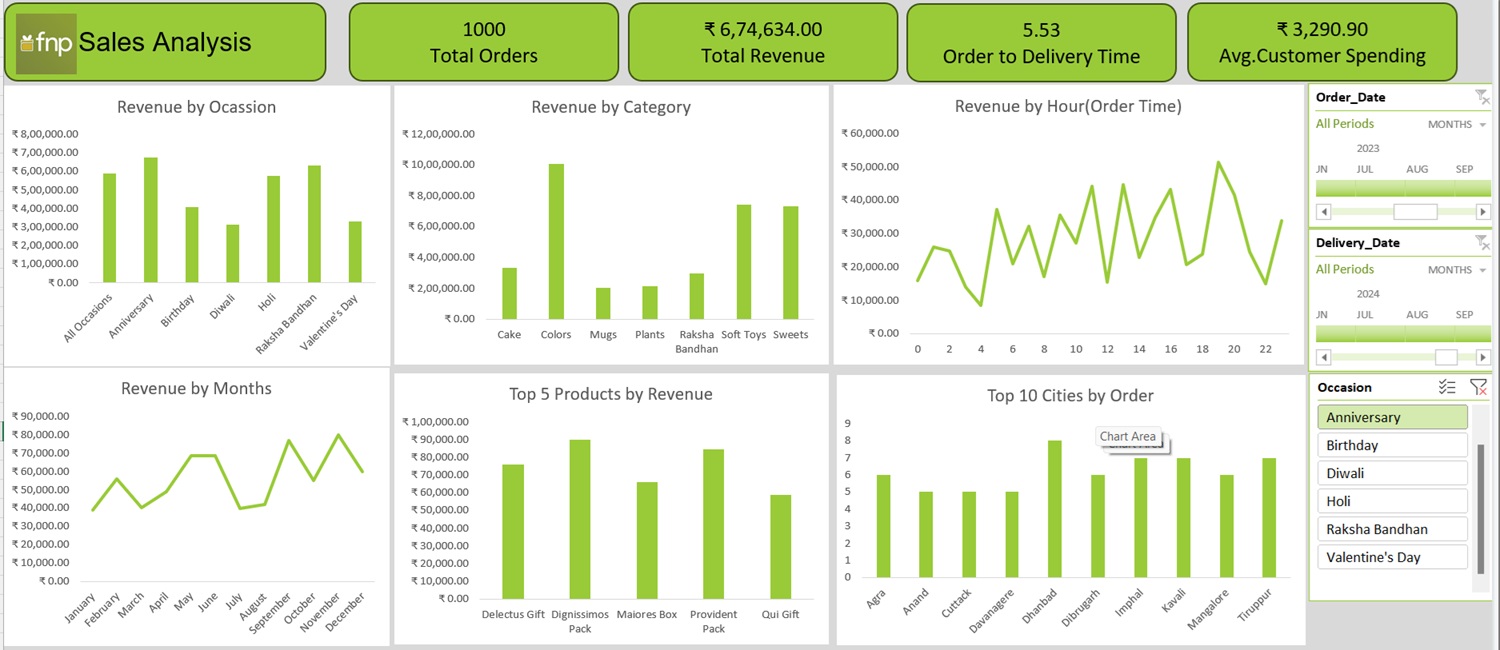 fnp Sales Analysis
1000
Total Orders
₹ 6,74,634.00
Total Revenue
5.53
Order to Delivery Time
₹ 3,290.90
Avg.Customer Spending
Revenue by Ocassion
₹ 8,00,000.00
₹ 7,00,000.00
₹ 6,00,000.00
₹ 5,00,000.00
₹ 4,00,000.00
₹ 3,00,000.00
₹ 2,00,000.00
₹ 1,00,000.00
₹ 0.00
All Occasions
Anniversary
Birthday
Diwali
Holi
Raksha Bandhan
Valentine's Day
Revenue by Category
₹ 12,00,000.00
₹ 10,00,000.00
₹ 8,00,000.00
₹ 6,00,000.00
₹ 4,00,000.00
₹ 2,00,000.00
₹ 0.00
Cake Colors Mugs Plants Raksha Soft Toys Sweets
Bandhan
Revenue by Hour(Order Time)
₹ 60,000.00
₹ 50,000.00
₹ 40,000.00
₹ 30,000.00
₹ 20,000.00
₹ 10,000.00
₹ 0.00
0 2 4 6 8 10 12 14 16 18 20 22
Order_Date
All Periods MONTHS
2023
JN JUL AUG SEP
Delivery_Date
All Periods MONTHS
2024
JN JUL AUG SEP
Revenue by Months
₹ 90,000.00
₹ 80,000.00
₹ 70,000.00
₹ 60,000.00
₹ 50,000.00
₹ 40,000.00
₹ 30,000.00
₹ 20,000.00
₹ 10,000.00
₹ 0.00
January
February
March
April
May
June
July
August
September
October
November
December
Top 5 Products by Revenue
₹ 1,00,000.00
₹ 90,000.00
₹ 80,000.00
₹ 70,000.00
₹ 60,000.00
₹ 50,000.00
₹ 40,000.00
₹ 30,000.00
₹ 20,000.00
₹ 10,000.00
₹ 0.00
Delectus Gift Dignissimos Maiores Box Provident Qui Gift
Pack Pack
Top 10 Cities by Order
Chart Area
9
8
7
6
5
4
3
2
1
0
Agra
Anand
Cuttack
Davanagere
Dhanbad
Dibrugarh
Imphal
Kavali
Mangalore
Tiruppur
Occasion
Anniversary
Birthday
Diwali
Holi
Raksha Bandhan
Valentine's Day